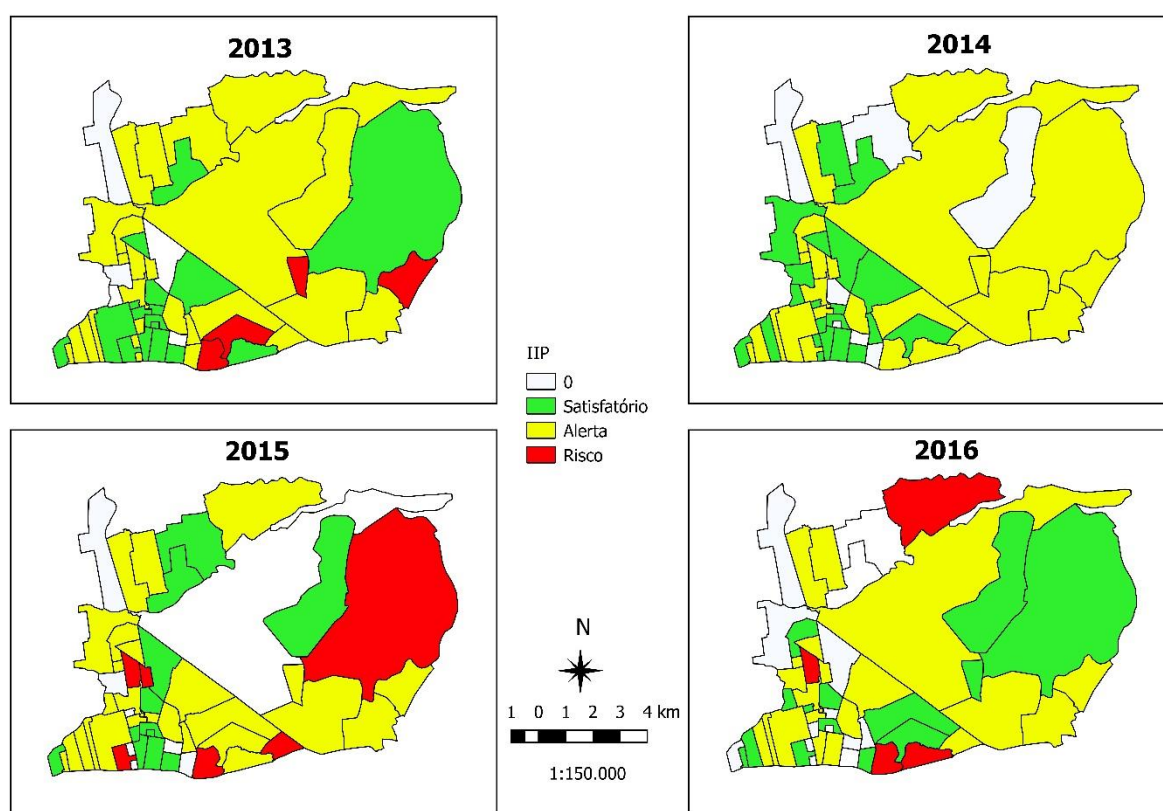 2013
2014
IIP
0
Satisfatório
Alerta
Risco
2015
2016
N
1 0 1 2 3 4 km
1:150.000